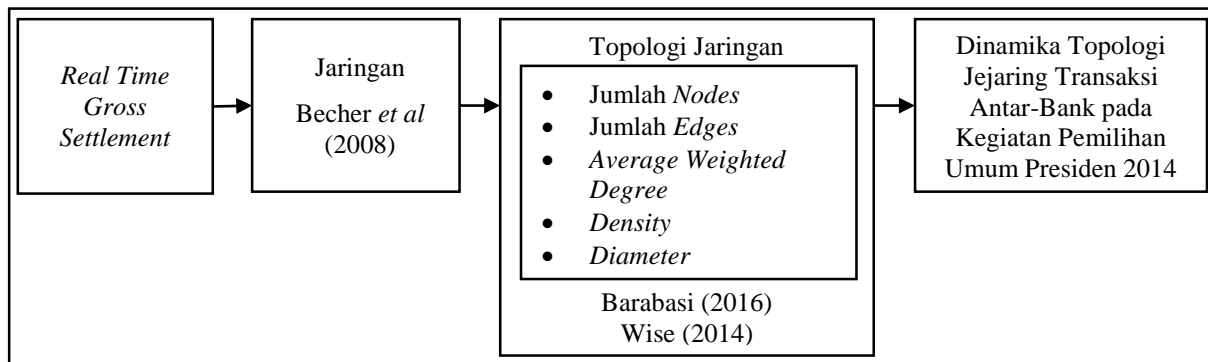 Real Time
Gross
Settlement
Jaringan
Becher et al
(2008)
Topologi Jaringan
• Jumlah Nodes
• Jumlah Edges
• Average Weighted
Degree
• Density
• Diameter
Barabasi (2016)
Wise (2014)
Dinamika Topologi
Jejaring Transaksi
Antar-Bank pada
Kegiatan Pemilihan
Umum Presiden 2014